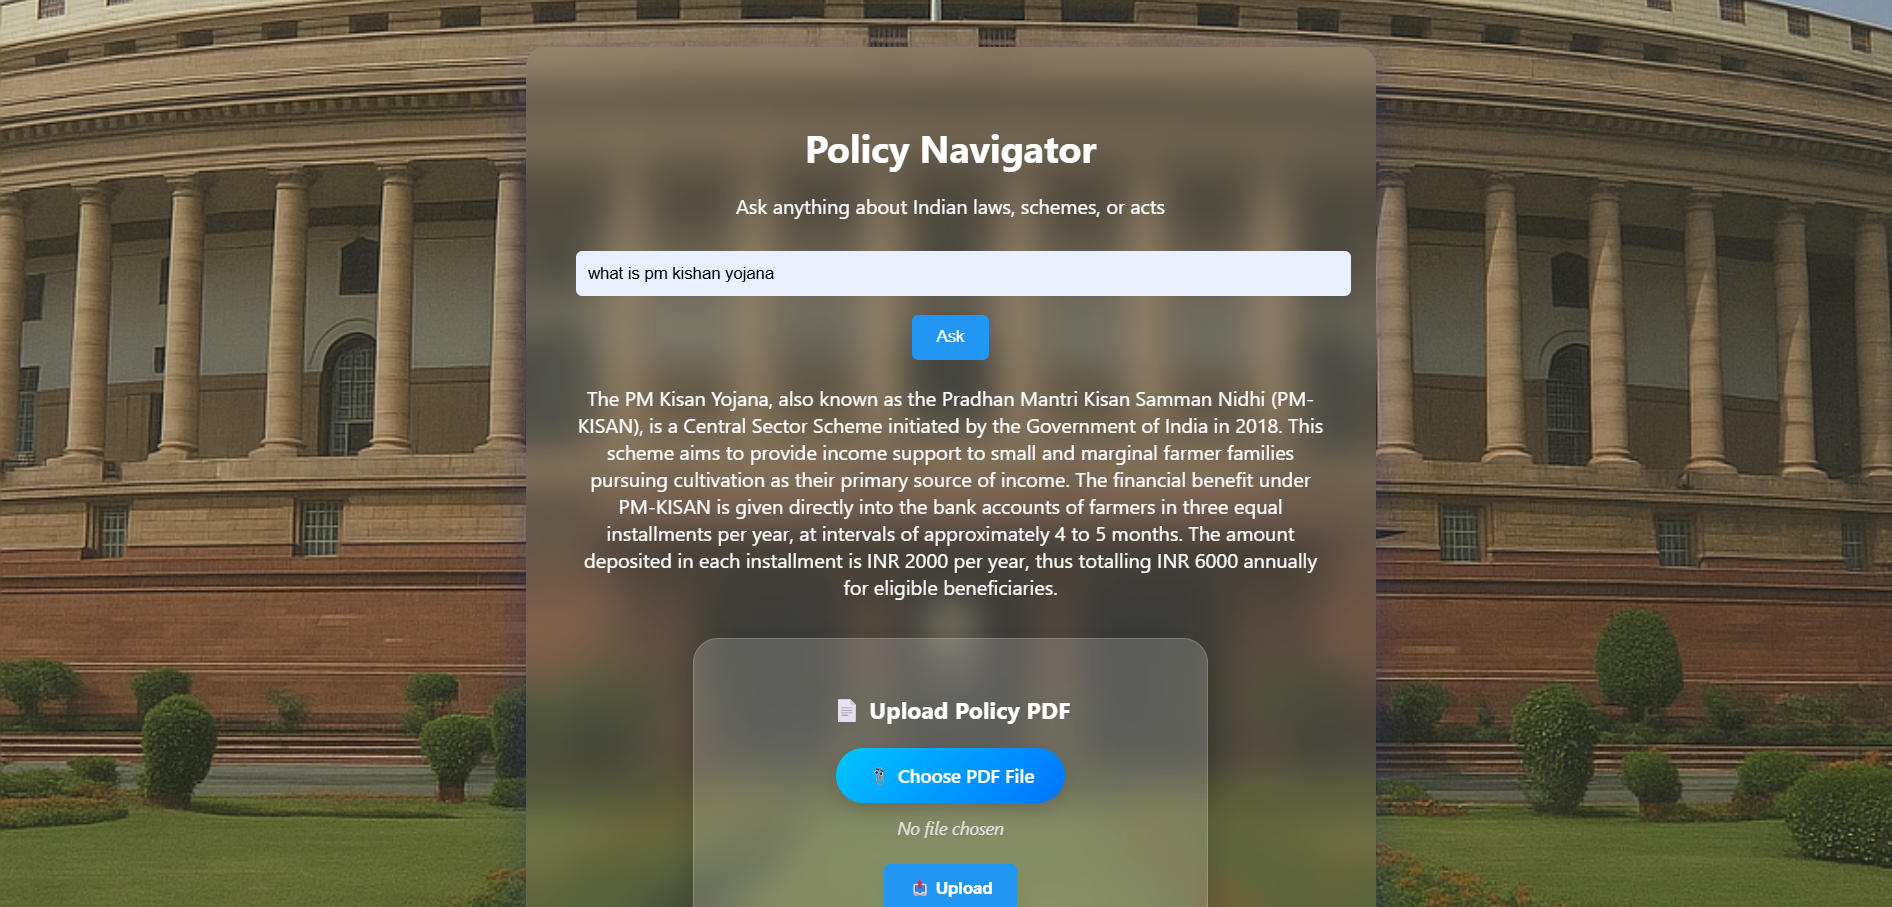 Policy Navigator
Ask anything about Indian laws, schemes, or acts
what is pm kishan yojana
Ask
The PM Kisan Yojana, also known as the Pradhan Mantri Kisan Samman Nidhi (PM-
KISAN), is a Central Sector Scheme initiated by the Government of India in 2018. This
scheme aims to provide income support to small and marginal farmer families
pursuing cultivation as their primary source of income. The financial benefit under
PM-KISAN is given directly into the bank accounts of farmers in three equal
installments per year, at intervals of approximately 4 to 5 months. The amount
deposited in each installment is INR 2000 per year, thus totalling INR 6000 annually
for eligible beneficiaries.
Upload Policy PDF
Choose PDF File
No file chosen
Upload